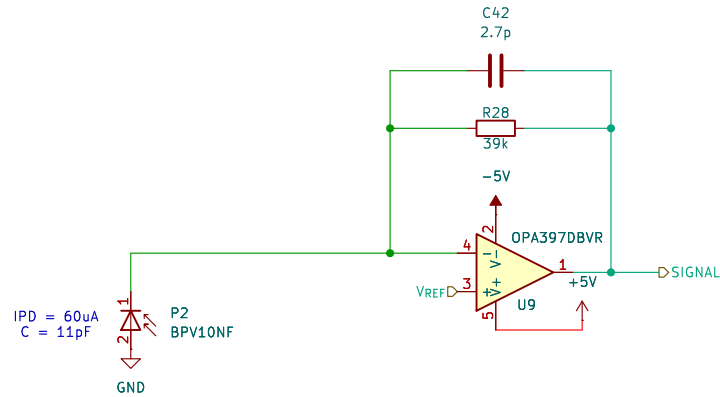 C42
2.7p
R28
39k
-5V
2
OPA397DBVR
4
-
V-
1
SIGNAL
+5V
VREF
3
+
V+
U9
5
1
IPD = 60uA
C = 11pF
P2
BPV10NF
2
GND